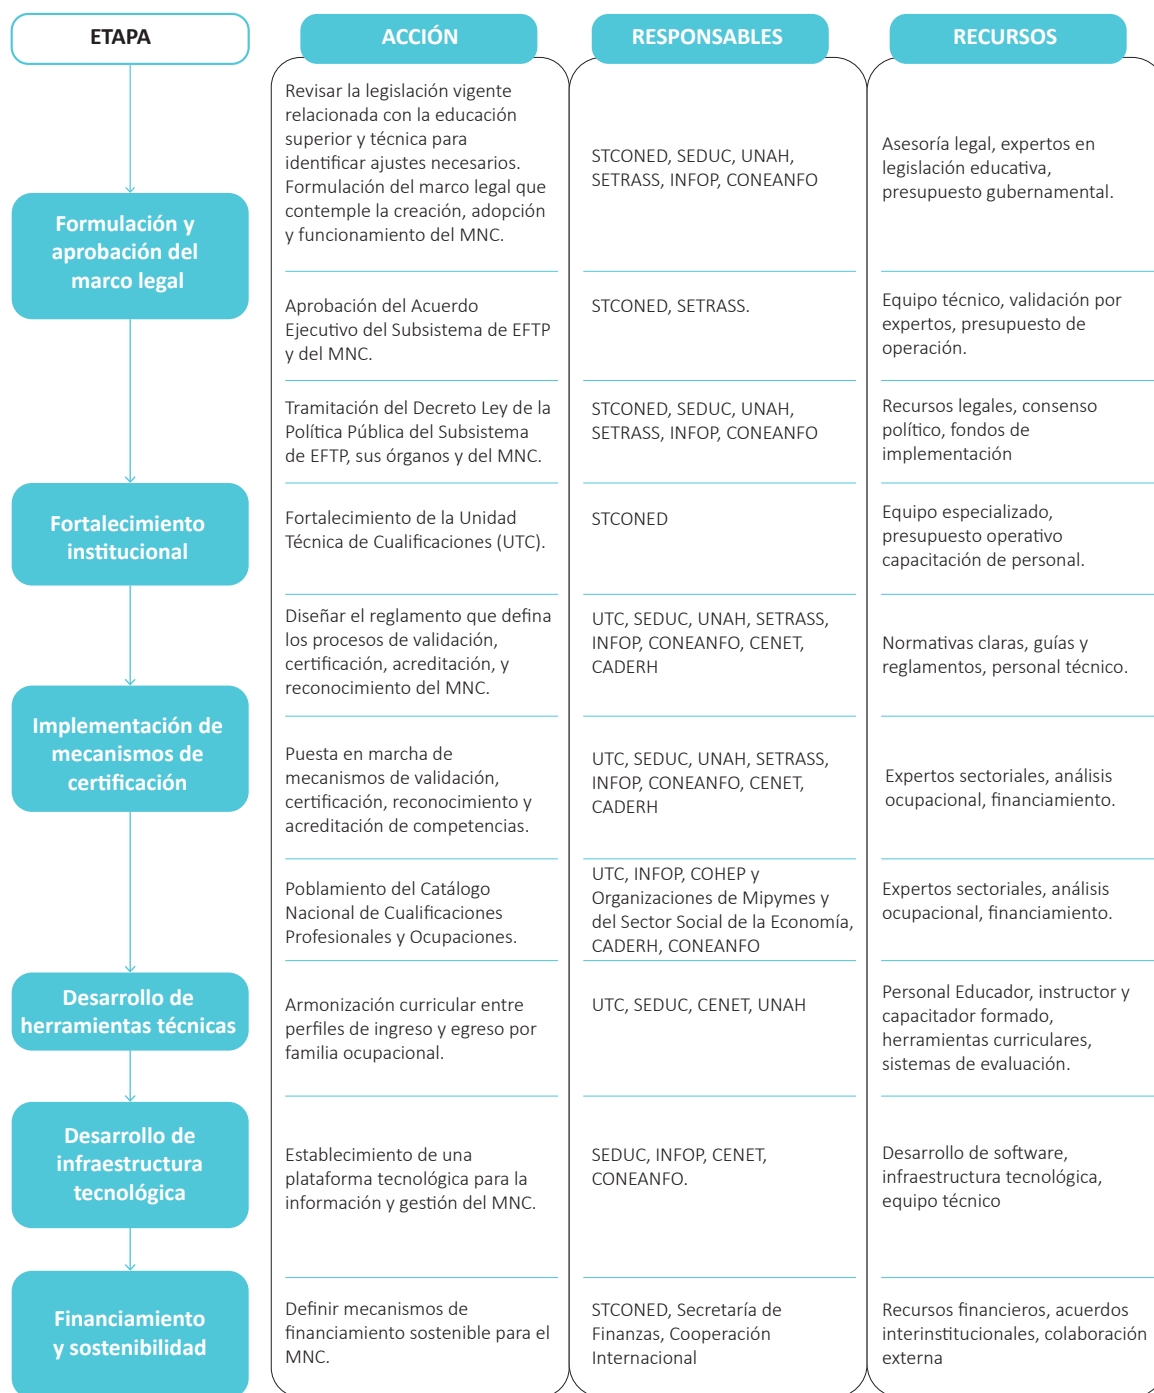 ETAPA
ACCIÓN
RESPONSABLES
RECURSOS
Formulación y
aprobación del
marco legal
Revisar la legislación vigente
relacionada con la educación
superior y técnica para
identificar ajustes necesarios.
Formulación del marco legal que
contemple la creación, adopción
y funcionamiento del MNC.
STCONED, SEDUC, UNAH,
SETRASS, INFOP, CONEANFO
Asesoría legal, expertos en
legislación educativa,
presupuesto gubernamental.
Aprobación del Acuerdo
Ejecutivo del Subsistema de EFTP
y del MNC.
STCONED, SETRASS.
Equipo técnico, validación por
expertos, presupuesto de
operación.
Tramitación del Decreto Ley de la
Política Pública del Subsistema
de EFTP, sus órganos y del MNC.
STCONED, SEDUC, UNAH,
SETRASS, INFOP, CONEANFO
Recursos legales, consenso
político, fondos de
implementación
Fortalecimiento
institucional
Fortalecimiento de la Unidad
Técnica de Cualificaciones (UTC).
STCONED
Equipo especializado,
presupuesto operativo
capacitación de personal.
Diseñar el reglamento que defina
los procesos de validación,
certificación, acreditación, y
reconocimiento del MNC.
UTC, SEDUC, UNAH, SETRASS,
INFOP, CONEANFO, CENET,
CADERH
Normativas claras, guías y
reglamentos, personal técnico.
Implementación de
mecanismos de
certificación
Puesta en marcha de
mecanismos de validación,
certificación, reconocimiento y
acreditación de competencias.
UTC, SEDUC, UNAH, SETRASS,
INFOP, CONEANFO, CENET,
CADERH
Expertos sectoriales, análisis
ocupacional, financiamiento.
Poblamiento del Catálogo
Nacional de Cualificaciones
Profesionales y Ocupaciones.
UTC, INFOP, COHEP y
Organizaciones de Mipymes y
del Sector Social de la Economía,
CADERH, CONEANFO
Expertos sectoriales, análisis
ocupacional, financiamiento.
Desarrollo de
herramientas técnicas
Armonización curricular entre
perfiles de ingreso y egreso por
familia ocupacional.
UTC, SEDUC, CENET, UNAH
Personal Educador, instructor y
capacitador formado,
herramientas curriculares,
sistemas de evaluación.
Desarrollo de
infraestructura
tecnológica
Establecimiento de una
plataforma tecnológica para la
información y gestión del MNC.
SEDUC, INFOP, CENET,
CONEANFO.
Desarrollo de software,
infraestructura tecnológica,
equipo técnico
Financiamiento
y sostenibilidad
Definir mecanismos de
financiamiento sostenible para el
MNC.
STCONED, Secretaría de
Finanzas, Cooperación
Internacional
Recursos financieros, acuerdos
interinstitucionales, colaboración
externa